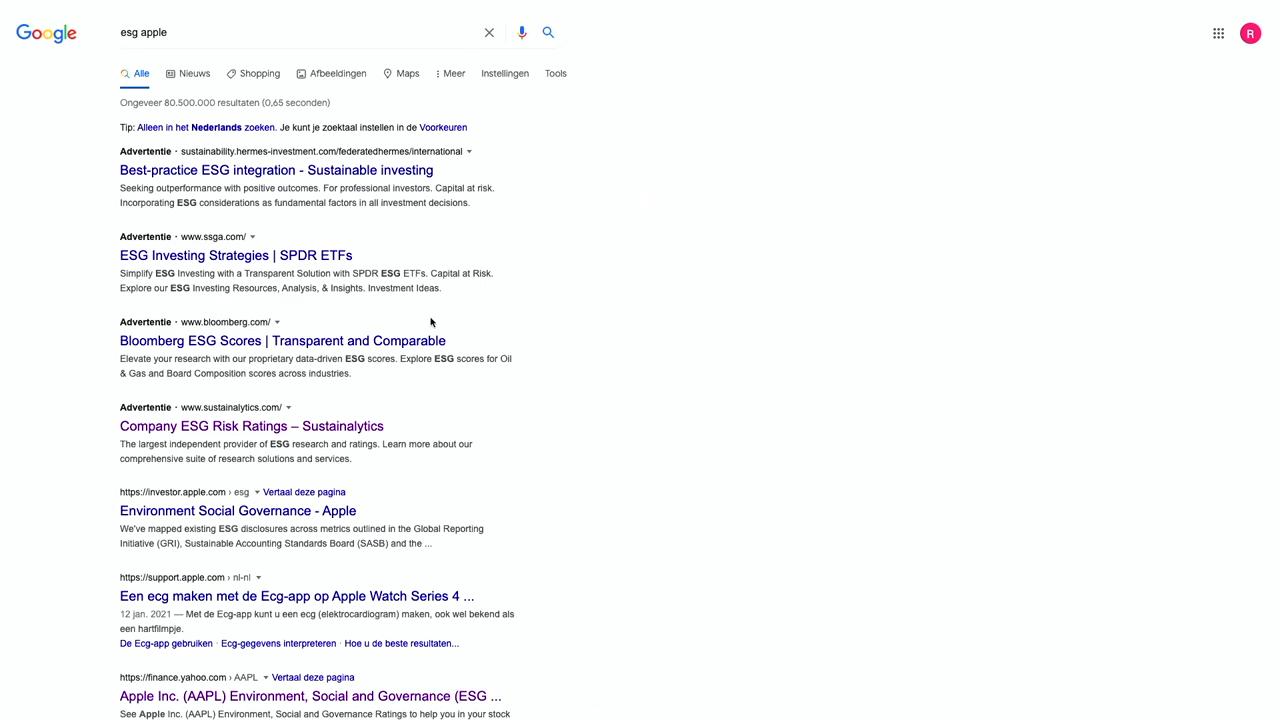 Google
esg apple
R
Alle Nieuws Shopping Afbeeldingen Maps Meer Instellingen Tools
Ongeveer 80.500.000 resultaten (0,65 seconden)
Tip: Alleen in het Nederlands zoeken. Je kunt je zoektaal instellen in de Voorkeuren
Advertentie · sustainability.hermes-investment.com/federatedhermes/international
Best-practice ESG integration - Sustainable investing
Seeking outperformance with positive outcomes. For professional investors. Capital at risk.
Incorporating ESG considerations as fundamental factors in all investment decisions.
Advertentie · www.ssga.com/
ESG Investing Strategies | SPDR ETFs
Simplify ESG Investing with a Transparent Solution with SPDR ESG ETFs. Capital at Risk.
Explore our ESG Investing Resources, Analysis, & Insights. Investment Ideas.
Advertentie · www.bloomberg.com/
Bloomberg ESG Scores | Transparent and Comparable
Elevate your research with our proprietary data-driven ESG scores. Explore ESG scores for Oil
& Gas and Board Composition scores across industries.
Advertentie · www.sustainalytics.com/
Company ESG Risk Ratings – Sustainalytics
The largest independent provider of ESG research and ratings. Learn more about our
comprehensive suite of research solutions and services.
https://investor.apple.com › esg Vertaal deze pagina
Environment Social Governance - Apple
We've mapped existing ESG disclosures across metrics outlined in the Global Reporting
Initiative (GRI), Sustainable Accounting Standards Board (SASB) and the ...
https://support.apple.com › nl-nl
Een ecg maken met de Ecg-app op Apple Watch Series 4 ...
12 jan. 2021 — Met de Ecg-app kunt u een ecg (elektrocardiogram) maken, ook wel bekend als
een hartfilmpje.
De Ecg-app gebruiken · Ecg-gegevens interpreteren · Hoe u de beste resultaten...
https://finance.yahoo.com › AAPL Vertaal deze pagina
Apple Inc. (AAPL) Environment, Social and Governance (ESG ...
See Apple Inc. (AAPL) Environment, Social and Governance Ratings to help you in your stock